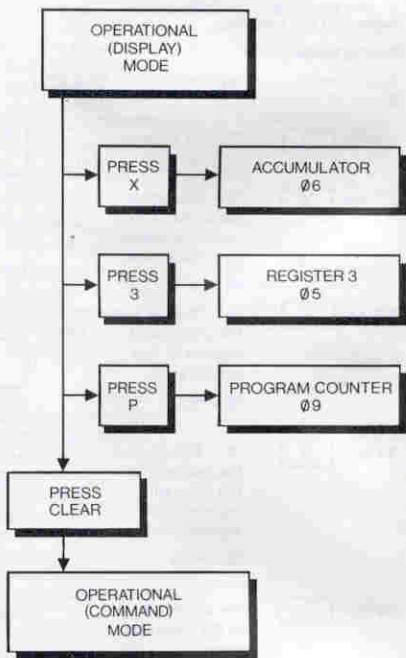 OPERATIONAL
(DISPLAY)
MODE
PRESS
X
ACCUMULATOR
Ø6
PRESS
3
REGISTER 3
Ø5
PRESS
P
PROGRAM COUNTER
Ø9
PRESS
CLEAR
OPERATIONAL
(COMMAND)
MODE